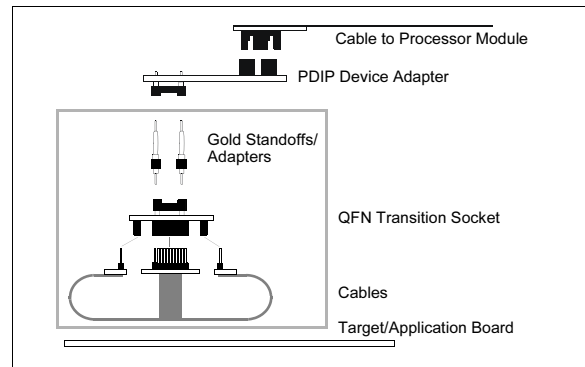 Cable to Processor Module
PDIP Device Adapter
Gold Standoffs/
Adapters
QFN Transition Socket
Cables
Target/Application Board